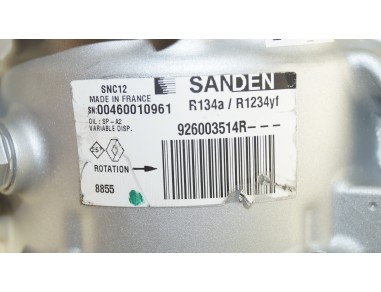 SNC12
MADE IN FRANCE
SN:00460010961
OIL: SP-A2
VARIABLE DISP.
ROTATION
8855
SANDEN
R134a / R1234yf
926003514R---